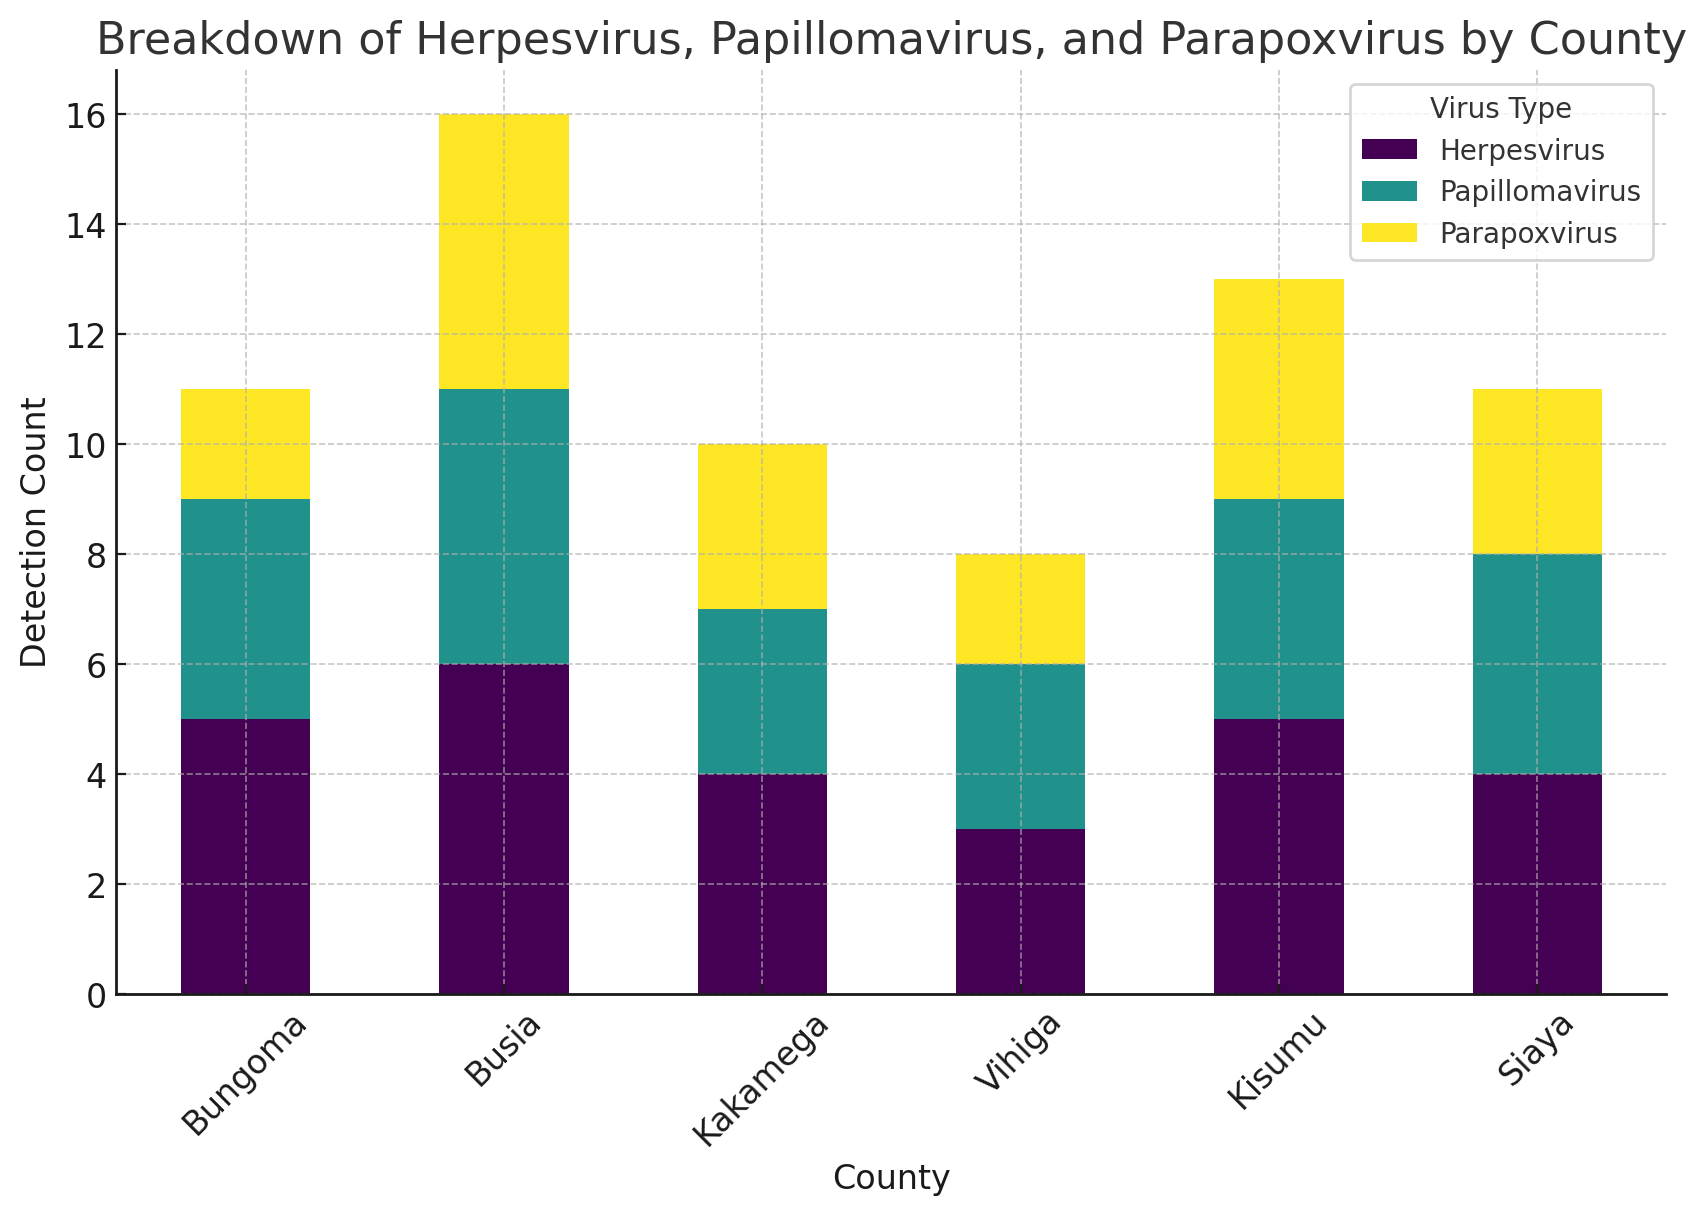 Breakdown of Herpesvirus, Papillomavirus, and Parapoxvirus by County
Virus Type
Herpesvirus
Papillomavirus
Parapoxvirus
Detection Count
16
14
12
10
8
6
4
2
0
Bungoma
Busia
Kakamega
Vihiga
Kisumu
Siaya
County